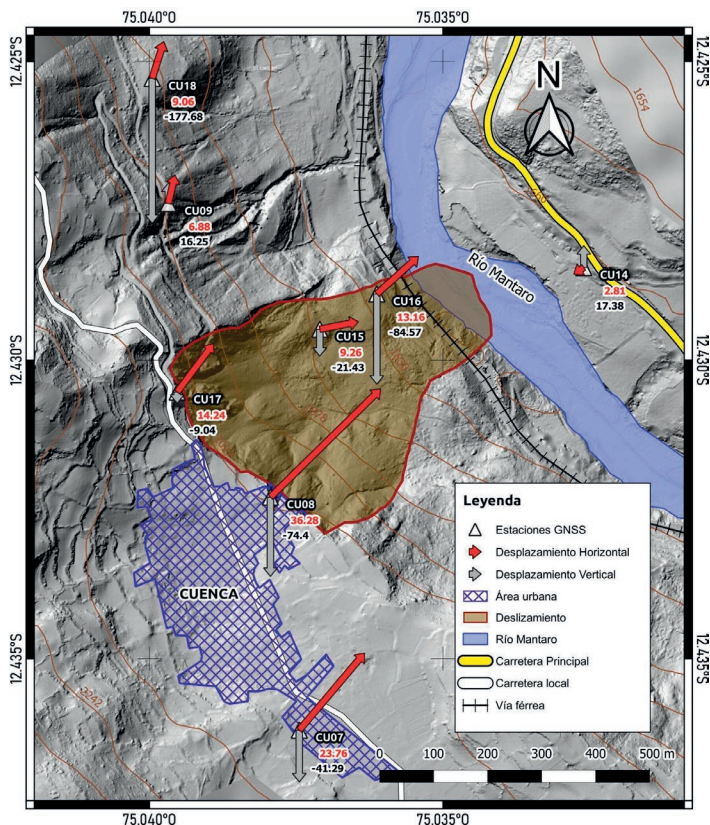 75.040°S
75.035°S
12.425°S
12.425°S
N
CU18
9.06
-177.68
1654
CU09
6.88
16.25
Río Mantaro
CU14
2.81
17.38
CU16
13.16
-84.57
CU15
9.26
-21.43
12.430°S
12.430°S
CU17
14.24
-9.04
CU08
36.28
-74.4
CUENCA
Leyenda
Estaciones GNSS
Desplazamiento Horizontal
Desplazamiento Vertical
Área urbana
Deslizamiento
Río Mantaro
Carretera Principal
Carretera local
Vía férrea
12.435°S
12.435°S
CU07
23.76
-41.29
0 100 200 300 400 500 m
75.040°S
75.035°S